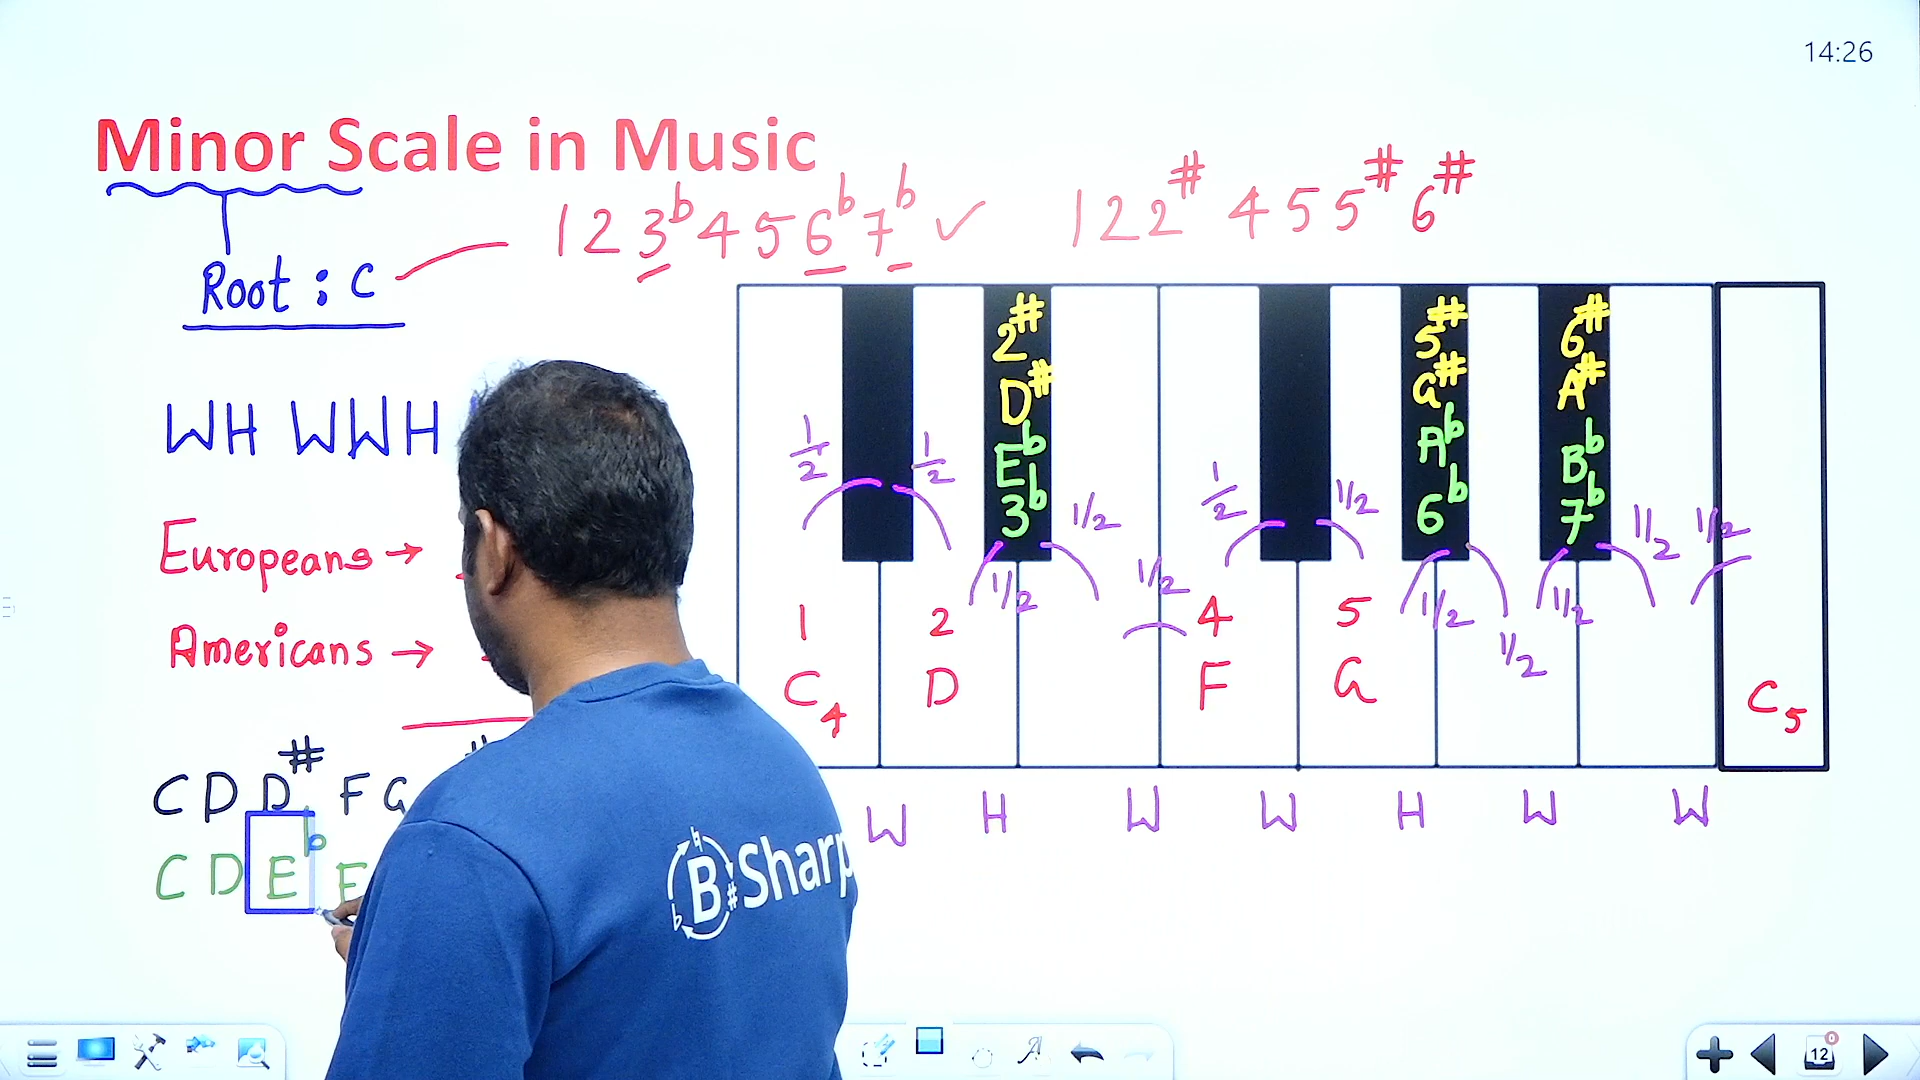 14:26
Minor Scale in Music
1 2 3b 4 5 6b 7b ✓ 1 2 2# 4 5 5# 6#
Root : C
2# 5# 6#
D# G# A#
Eb Ab Bb
3b 6b 7b
WH WWH
1/2 1/2 1/2 1/2 1/2 1/2 1/2
1/2 1/2 1/2 1/2 1/2
Europeans →
Americans →
1 2 4 5
C4 D F G C5
C D D# F G #
C D Eb F
W H W W H W W
B Sharp
12